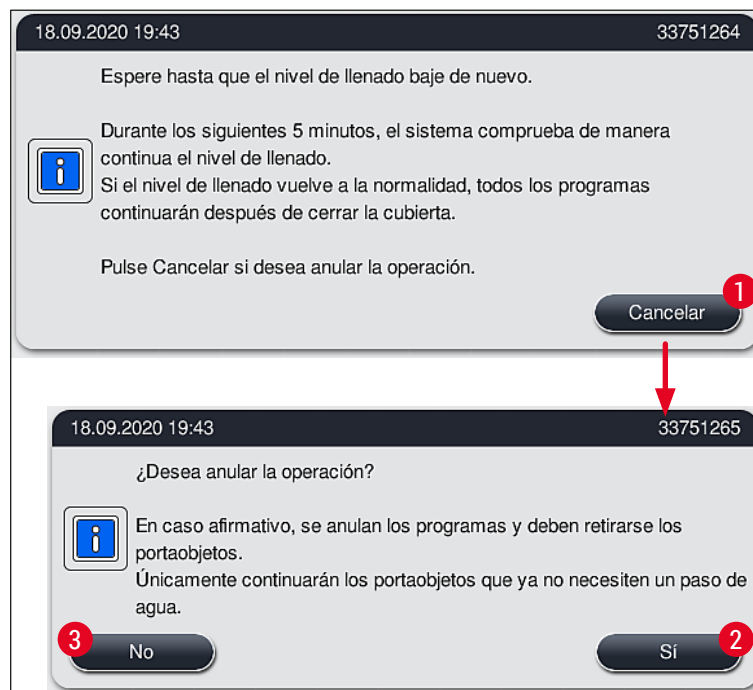 18.09.2020 19:43 33751264
Espere hasta que el nivel de llenado baje de nuevo.
Durante los siguientes 5 minutos, el sistema comprueba de manera
continua el nivel de llenado.
Si el nivel de llenado vuelve a la normalidad, todos los programas
continuarán después de cerrar la cubierta.
Pulse Cancelar si desea anular la operación.
1
Cancelar
18.09.2020 19:43 33751265
¿Desea anular la operación?
En caso afirmativo, se anulan los programas y deben retirarse los
portaobjetos.
Únicamente continuarán los portaobjetos que ya no necesiten un paso de
agua.
3 No Sí 2